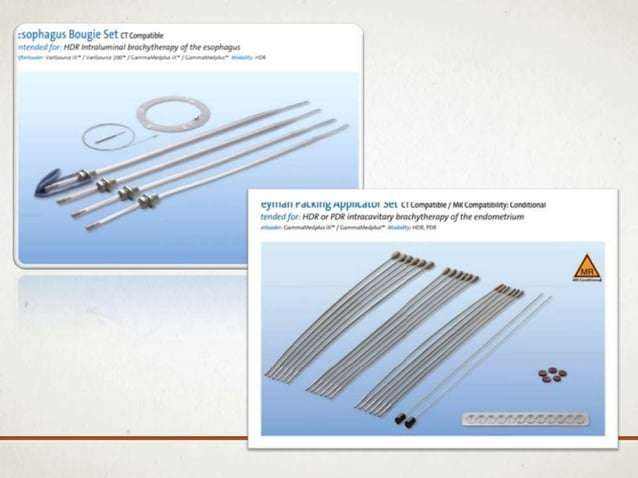 sophagus Bougie Set CT Compatible
ntended for: HDR Intraluminal brachytherapy of the esophagus
fterloader: VariSource iX™ / VariSource 200™ / GammaMedplus iX™ / GammaMedplus™ Modality: HDR
eyman Packing Applicator Set CT Compatible / MR Compatibility: Conditional
tended for: HDR or PDR intracavitary brachytherapy of the endometrium
erloader: GammaMedplus iX™ / GammaMedplus™ Modality: HDR, PDR
MR
MR Conditional